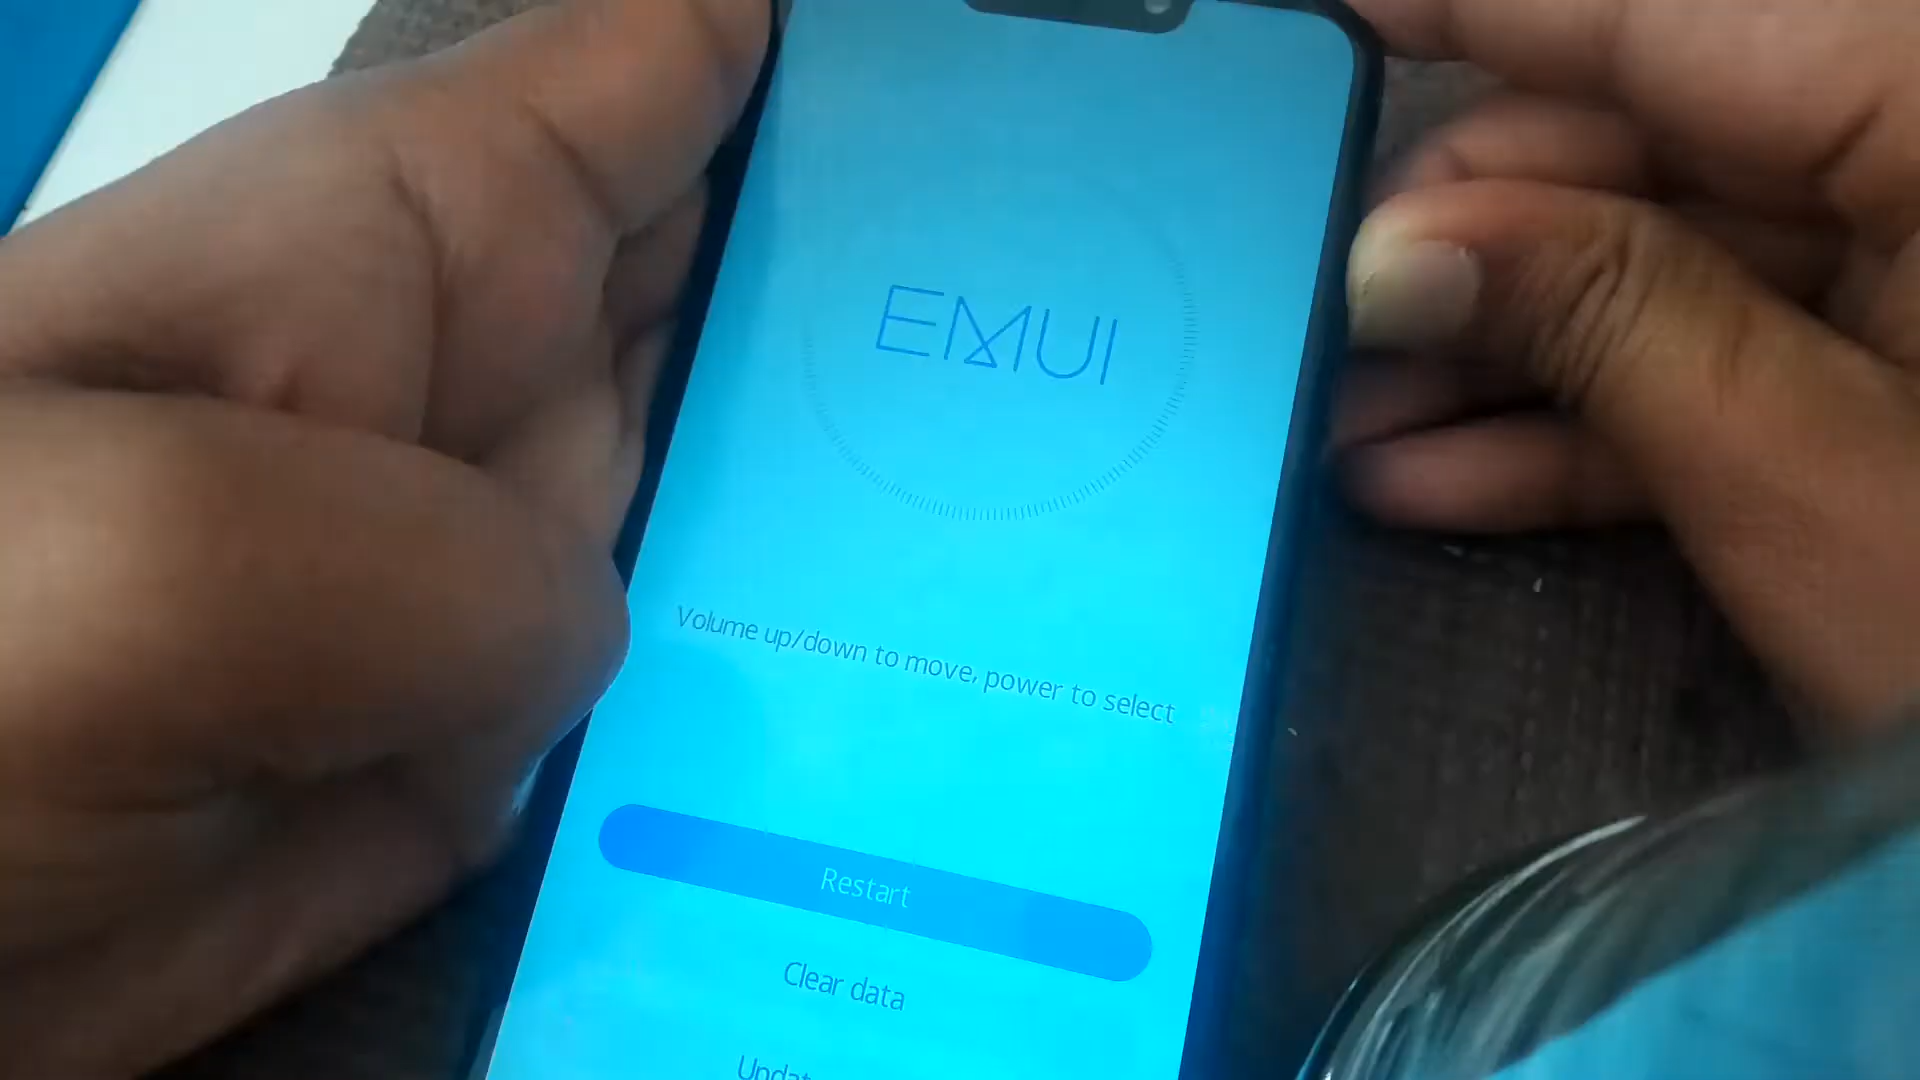 EMUI
Volume up/down to move, power to select
Restart
Clear data